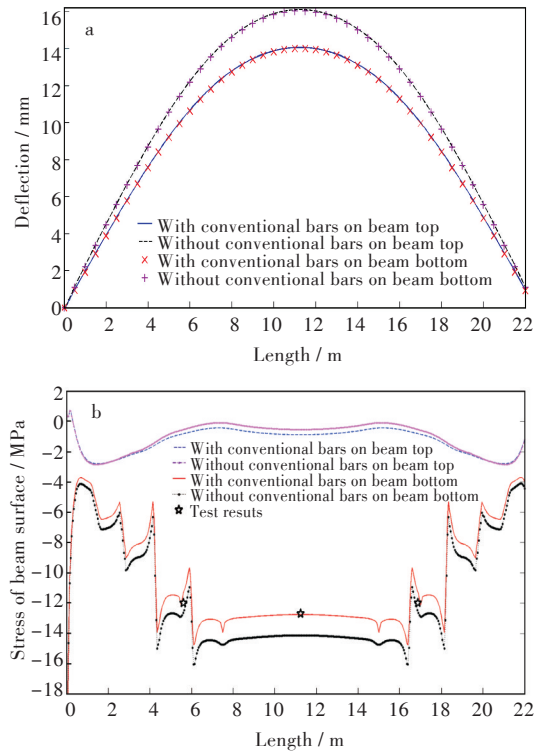 a
16
14
12
10
8
6
4
2
0
Deflection / mm
With conventional bars on beam top
Without conventional bars on beam top
With conventional bars on beam bottom
Without conventional bars on beam bottom
0 2 4 6 8 10 12 14 16 18 20 22
Length / m
b
2
0
-2
-4
-6
-8
-10
-12
-14
-16
-18
Stress of beam surface / MPa
With conventional bars on beam top
Without conventional bars on beam top
With conventional bars on beam bottom
Without conventional bars on beam bottom
Test resuts
0 2 4 6 8 10 12 14 16 18 20 22
Length / m